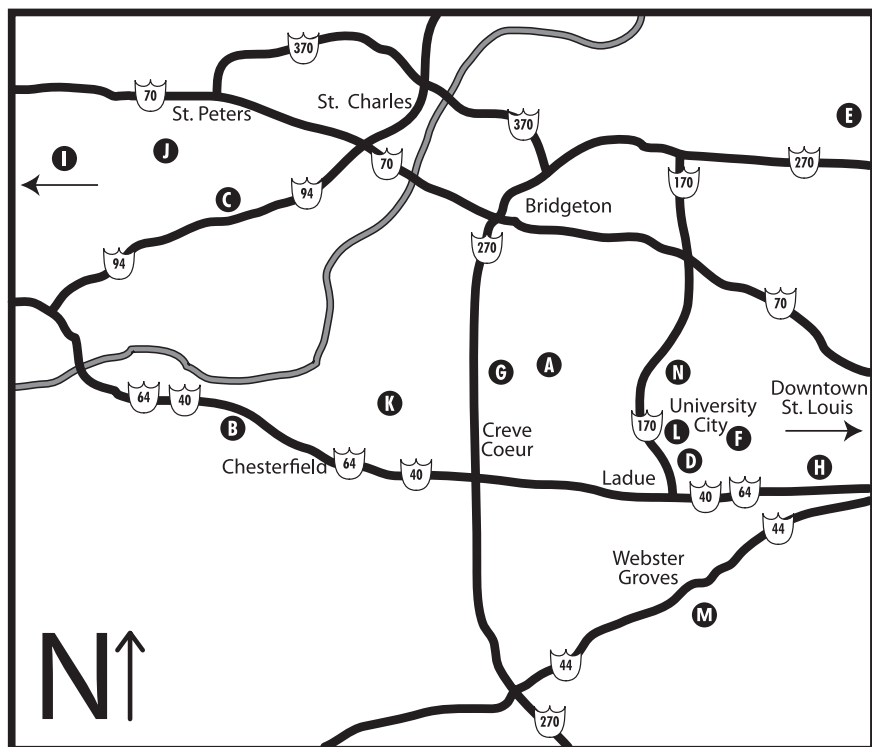 370
70
St. Peters
St. Charles
370
E
I
J
70
270
170
C
94
Bridgeton
94
270
70
G
A
N
K
64
40
B
Downtown
St. Louis
University
City
170
L
F
Creve
Coeur
D
Chesterfield
64
40
Ladue
H
40
64
44
Webster
Groves
M
N
44
270